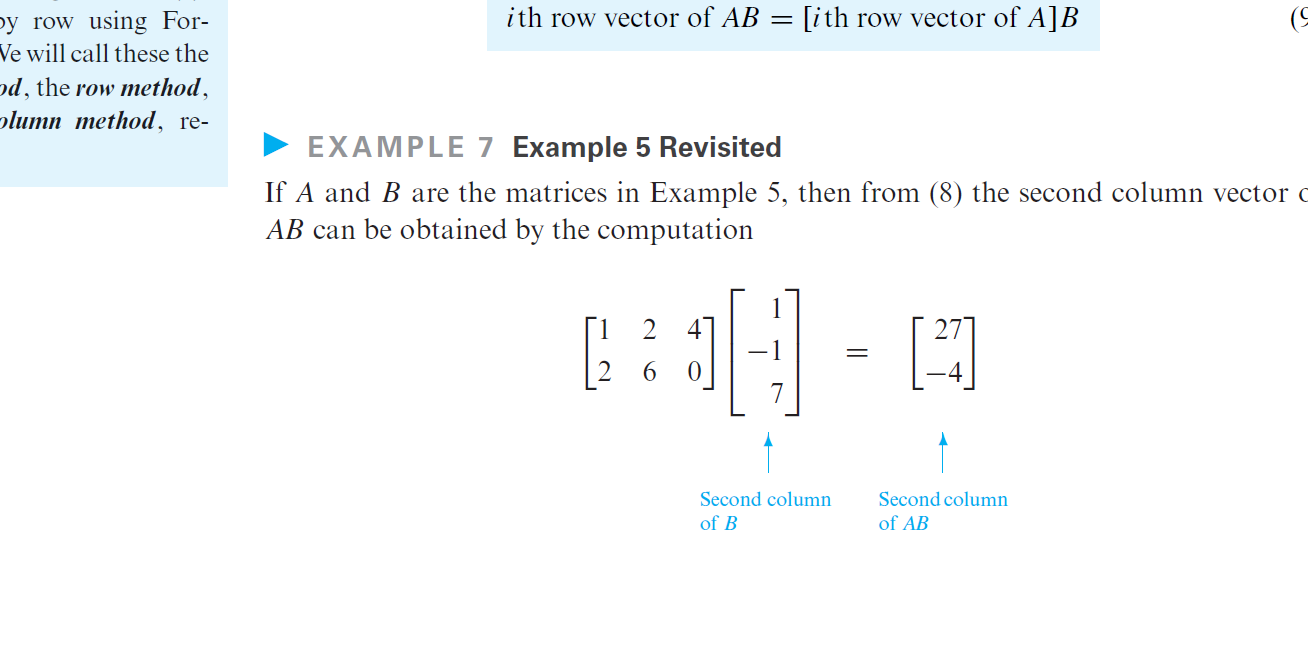 by row using For-
We will call these the
od, the row method,
olumn method, re-
ith row vector of AB = [ith row vector of A]B
(9
EXAMPLE 7 Example 5 Revisited
If A and B are the matrices in Example 5, then from (8) the second column vector o
AB can be obtained by the computation
[1 2 4
2 6 0] [1
−1
7] = [27
−4]
Second column
of B
Second column
of AB